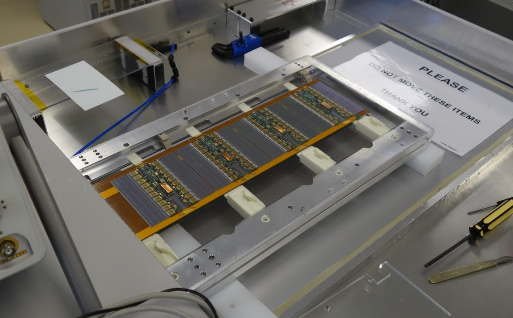 PLEASE
DO NOT MOVE THESE ITEMS
THANK YOU